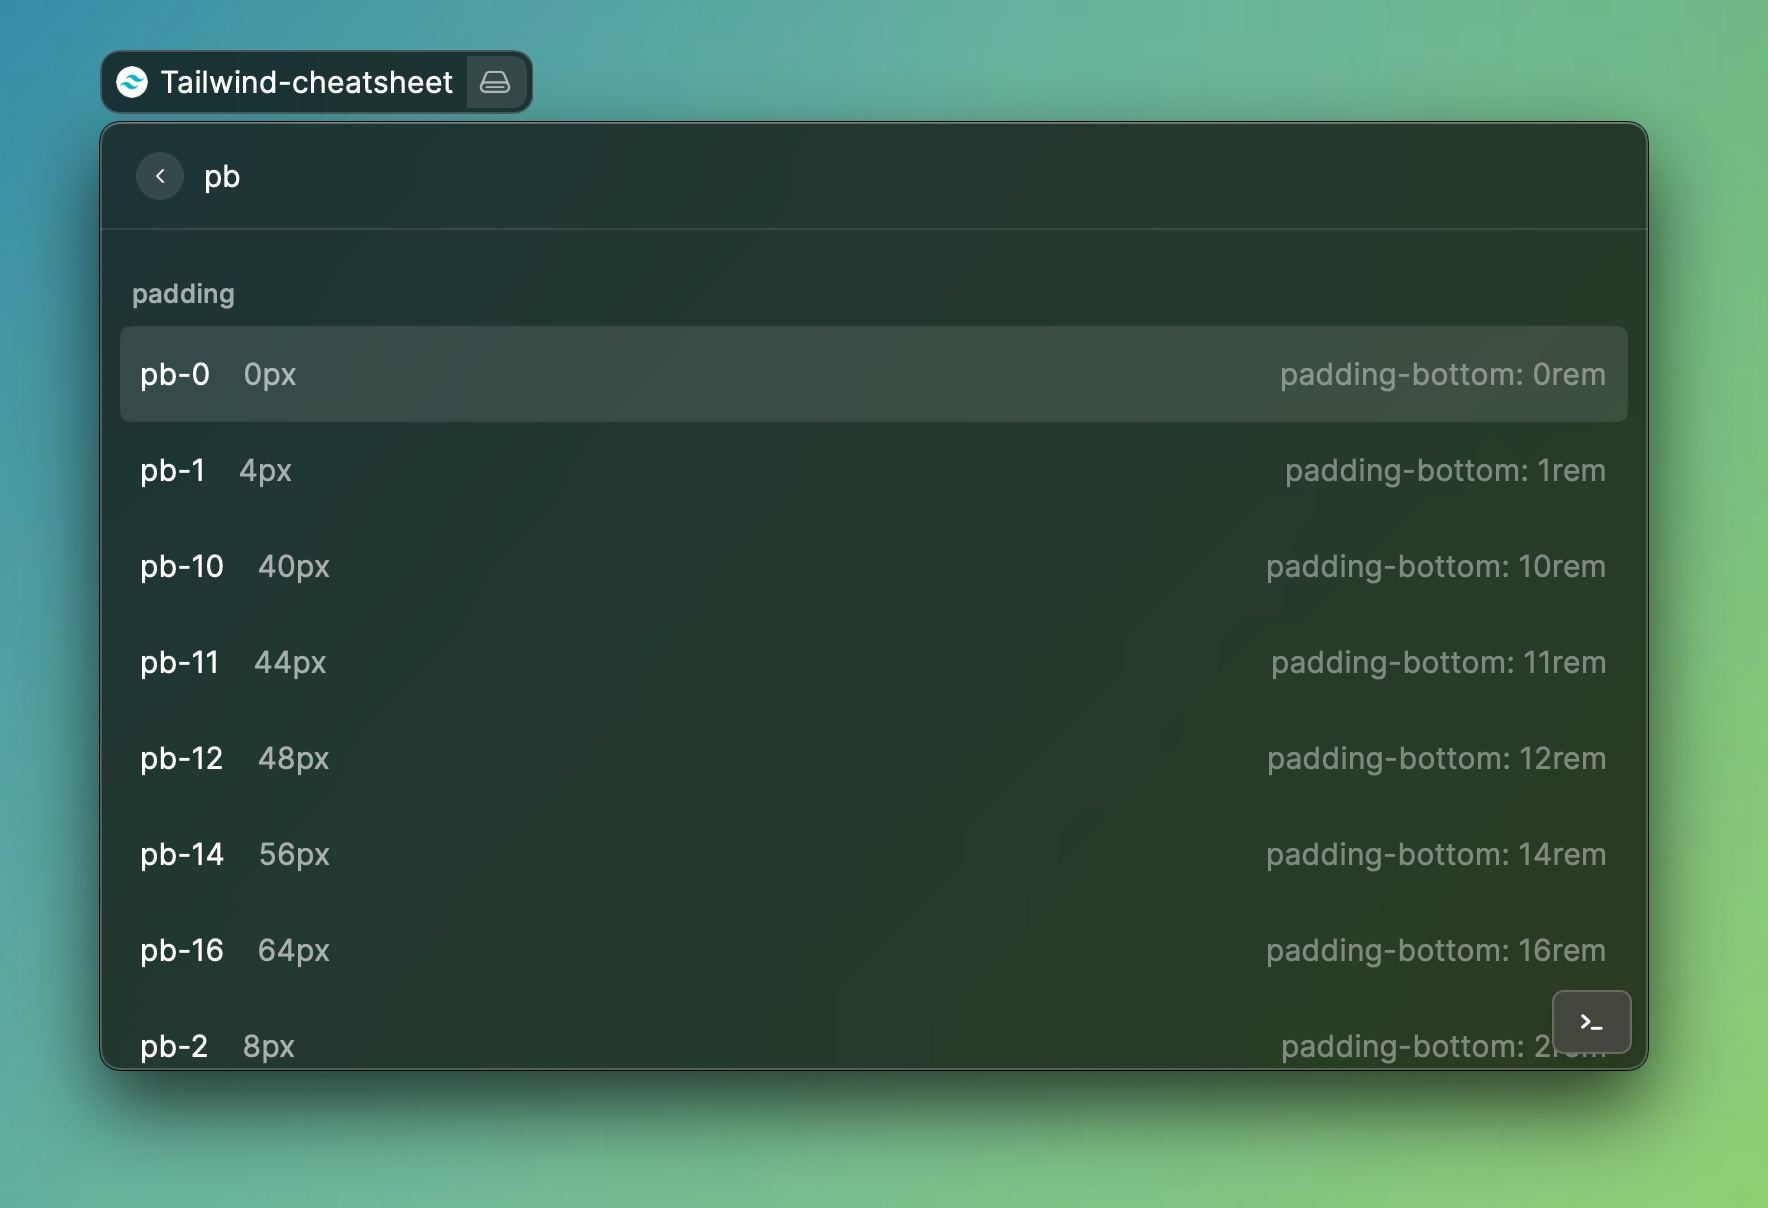 Tailwind-cheatsheet
pb
padding
pb-0 0px padding-bottom: 0rem
pb-1 4px padding-bottom: 1rem
pb-10 40px padding-bottom: 10rem
pb-11 44px padding-bottom: 11rem
pb-12 48px padding-bottom: 12rem
pb-14 56px padding-bottom: 14rem
pb-16 64px padding-bottom: 16rem
pb-2 8px padding-bottom: 2rem